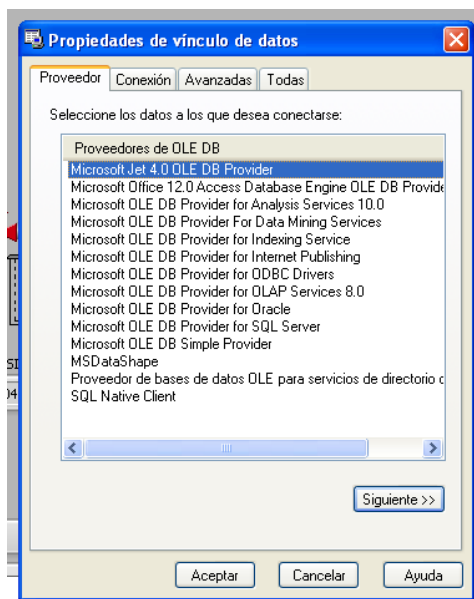 Propiedades de vínculo de datos
Proveedor Conexión Avanzadas Todas
Seleccione los datos a los que desea conectarse:
Proveedores de OLE DB
Microsoft Jet 4.0 OLE DB Provider
Microsoft Office 12.0 Access Database Engine OLE DB Provide
Microsoft OLE DB Provider for Analysis Services 10.0
Microsoft OLE DB Provider For Data Mining Services
Microsoft OLE DB Provider for Indexing Service
Microsoft OLE DB Provider for Internet Publishing
Microsoft OLE DB Provider for ODBC Drivers
Microsoft OLE DB Provider for OLAP Services 8.0
Microsoft OLE DB Provider for Oracle
Microsoft OLE DB Provider for SQL Server
Microsoft OLE DB Simple Provider
MSDataShape
Proveedor de bases de datos OLE para servicios de directorio
SQL Native Client
Siguiente >>
Aceptar Cancelar Ayuda